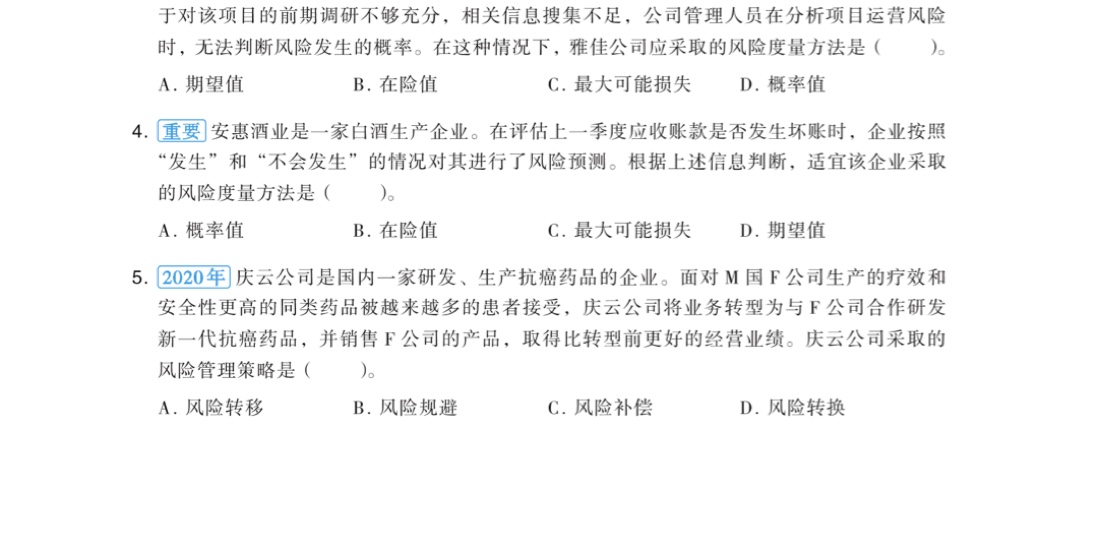 于对该项目的前期调研不够充分，相关信息搜集不足，公司管理人员在分析项目运营风险
时，无法判断风险发生的概率。在这种情况下，雅佳公司应采取的风险度量方法是（　　）。
A. 期望值　　B. 在险值　　C. 最大可能损失　　D. 概率值
4. 重要 安惠酒业是一家白酒生产企业。在评估上一季度应收账款是否发生坏账时，企业按照
“发生”和“不会发生”的情况对其进行了风险预测。根据上述信息判断，适宜该企业采取
的风险度量方法是（　　）。
A. 概率值　　B. 在险值　　C. 最大可能损失　　D. 期望值
5. 2020年 庆云公司是国内一家研发、生产抗癌药品的企业。面对 M 国 F 公司生产的疗效和
安全性更高的同类药品被越来越多的患者接受，庆云公司将业务转型为与 F 公司合作研发
新一代抗癌药品，并销售 F 公司的产品，取得比转型前更好的经营业绩。庆云公司采取的
风险管理策略是（　　）。
A. 风险转移　　B. 风险规避　　C. 风险补偿　　D. 风险转换